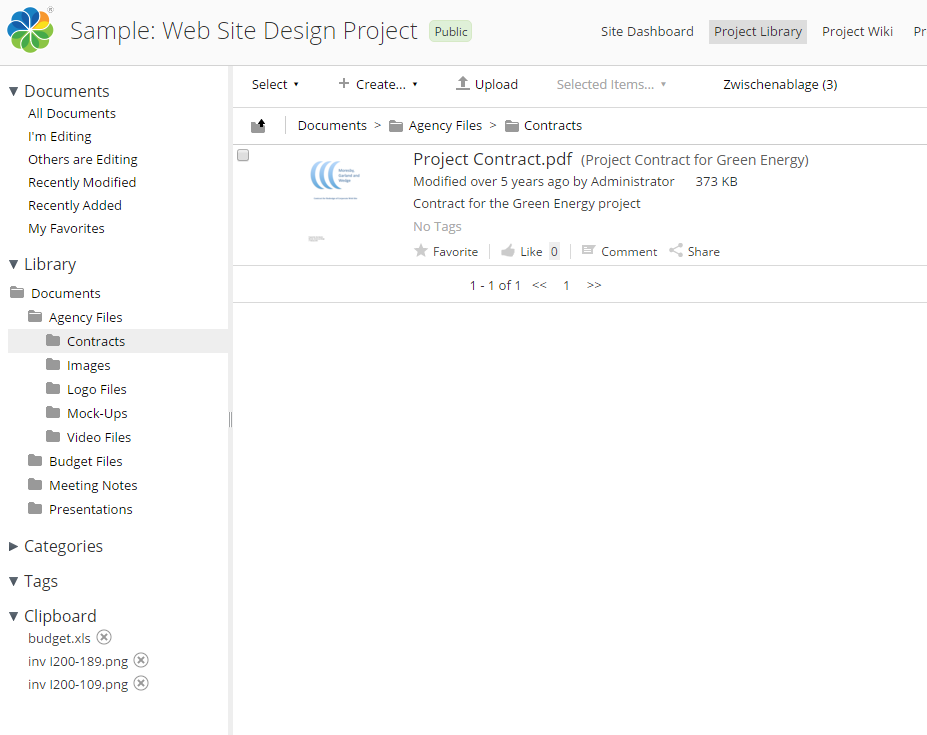 Sample: Web Site Design Project Public Site Dashboard Project Library Project Wiki Pr
Documents
All Documents
I'm Editing
Others are Editing
Recently Modified
Recently Added
My Favorites
Library
Documents
Agency Files
Contracts
Images
Logo Files
Mock-Ups
Video Files
Budget Files
Meeting Notes
Presentations
Categories
Tags
Clipboard
budget.xls
inv I200-189.png
inv I200-109.png
Select Create... Upload Selected Items... Zwischenablage (3)
Documents > Agency Files > Contracts
Project Contract.pdf (Project Contract for Green Energy)
Modified over 5 years ago by Administrator 373 KB
Contract for the Green Energy project
No Tags
Favorite Like 0 Comment Share
1 - 1 of 1 << 1 >>